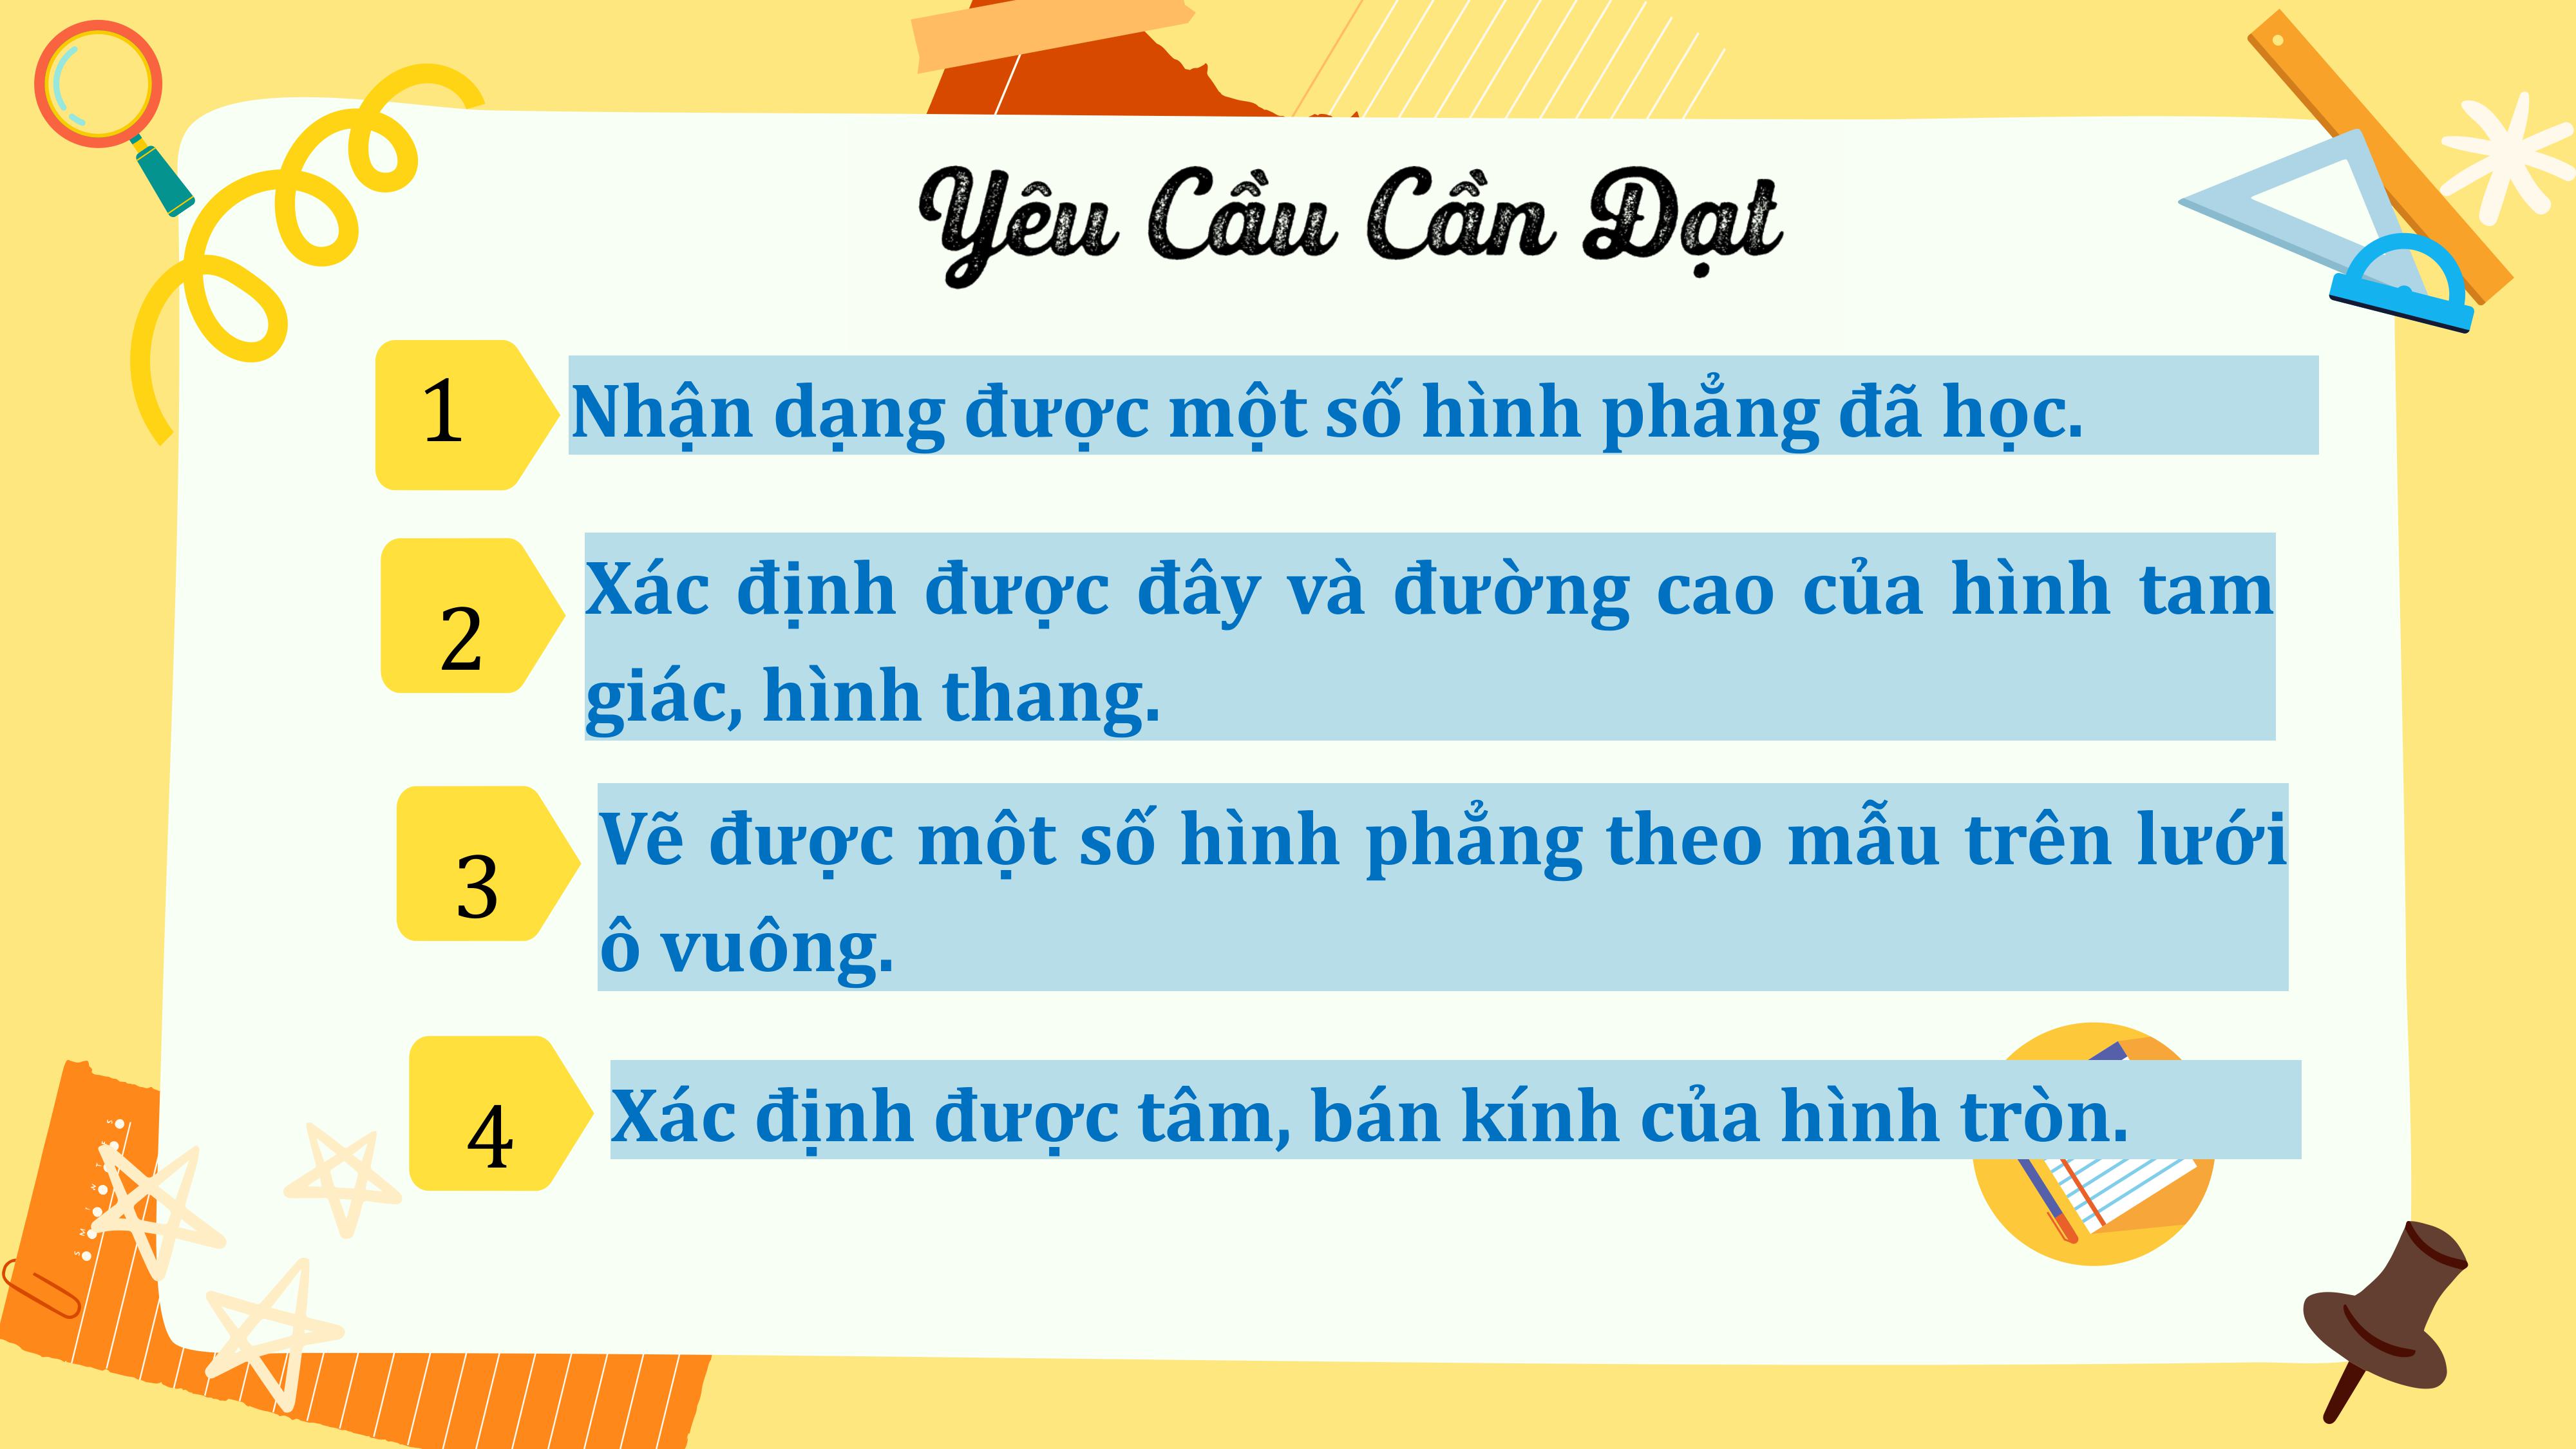 Yêu Cầu Cần Đạt
1
Nhận dạng được một số hình phẳng đã học.
2
Xác định được đây và đường cao của hình tam
giác, hình thang.
3
Vẽ được một số hình phẳng theo mẫu trên lưới
ô vuông.
4
Xác định được tâm, bán kính của hình tròn.